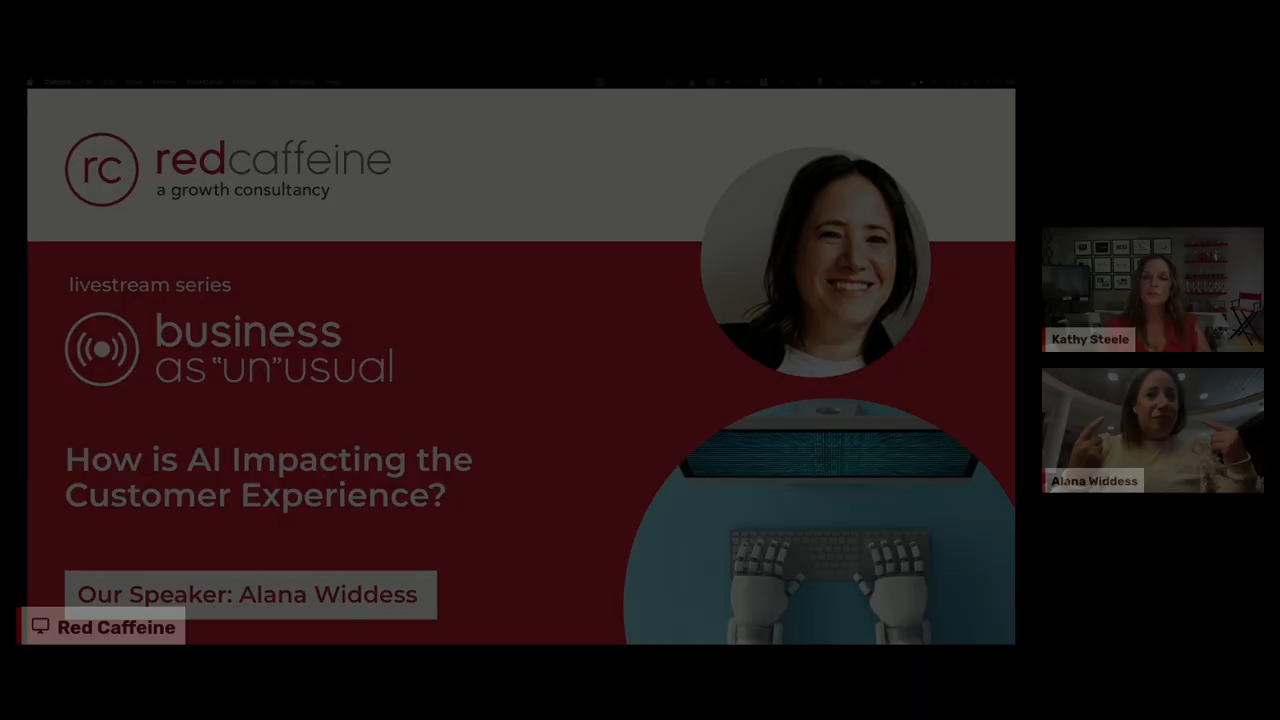 rc
redcaffeine
a growth consultancy
livestream series
business
as "un"usual
How is AI Impacting the
Customer Experience?
Our Speaker: Alana Widdess
Red Caffeine
Kathy Steele
Alana Widdess